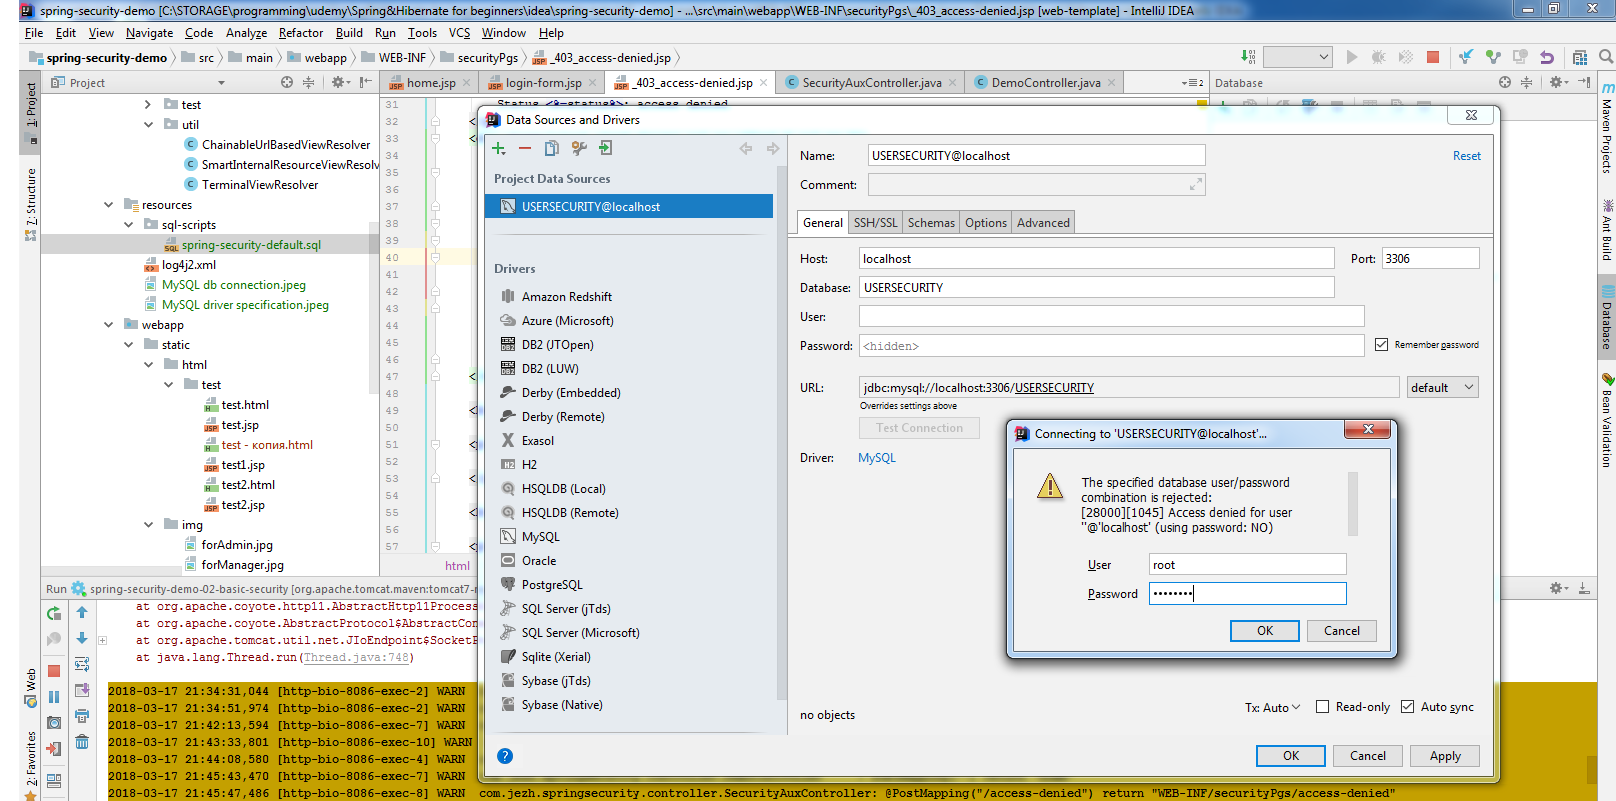 spring-security-demo [C:\STORAGE\programming\udemy\Spring&Hibernate for beginners\idea\spring-security-demo] - ...\src\main\webapp\WEB-INF\securityPgs\_403_access-denied.jsp [web-template] - IntelliJ IDEA
File Edit View Navigate Code Analyze Refactor Build Run Tools VCS Window Help
spring-security-demo src main webapp WEB-INF securityPgs _403_access-denied.jsp
Project
home.jsp login-form.jsp _403_access-denied.jsp SecurityAuxController.java DemoController.java
Database
1: Project
7: Structure
Web
2: Favorites
Maven Projects
Ant Build
Database
Bean Validation
test
util
ChainableUrlBasedViewResolver
SmartInternalResourceViewResolv
TerminalViewResolver
resources
sql-scripts
spring-security-default.sql
log4j2.xml
MySQL db connection.jpeg
MySQL driver specification.jpeg
webapp
static
html
test
test.html
test.jsp
test - копия.html
test1.jsp
test2.html
test2.jsp
img
forAdmin.jpg
forManager.jpg
31
32
33
34
35
36
37
38
39
40
41
42
43
44
45
46
47
48
49
50
51
52
53
54
55
56
57
Status <%=status%>: access denied
html
Data Sources and Drivers
Project Data Sources
USERSECURITY@localhost
Drivers
Amazon Redshift
Azure (Microsoft)
DB2 (JTOpen)
DB2 (LUW)
Derby (Embedded)
Derby (Remote)
Exasol
H2
HSQLDB (Local)
HSQLDB (Remote)
MySQL
Oracle
PostgreSQL
SQL Server (jTds)
SQL Server (Microsoft)
Sqlite (Xerial)
Sybase (jTds)
Sybase (Native)
Name: USERSECURITY@localhost
Reset
Comment:
General SSH/SSL Schemas Options Advanced
Host: localhost Port: 3306
Database: USERSECURITY
User:
Password: <hidden> Remember password
URL: jdbc:mysql://localhost:3306/USERSECURITY default
Overrides settings above
Test Connection
Driver: MySQL
no objects
Tx: Auto Read-only Auto sync
OK Cancel Apply
Connecting to 'USERSECURITY@localhost'...
The specified database user/password
combination is rejected:
[28000][1045] Access denied for user
''@'localhost' (using password: NO)
User root
Password ••••••••
OK Cancel
Run spring-security-demo-02-basic-security [org.apache.tomcat.maven:tomcat7-
at org.apache.coyote.http11.AbstractHttp11Process
at org.apache.coyote.AbstractProtocol$AbstractCon
at org.apache.tomcat.util.net.JIoEndpoint$SocketP
at java.lang.Thread.run(Thread.java:748)
2018-03-17 21:34:31,044 [http-bio-8086-exec-2] WARN
2018-03-17 21:34:51,974 [http-bio-8086-exec-2] WARN
2018-03-17 21:42:13,594 [http-bio-8086-exec-7] WARN
2018-03-17 21:43:33,801 [http-bio-8086-exec-10] WARN
2018-03-17 21:44:08,580 [http-bio-8086-exec-4] WARN
2018-03-17 21:45:43,470 [http-bio-8086-exec-7] WARN
2018-03-17 21:45:47,486 [http-bio-8086-exec-8] WARN com.jezh.springsecurity.controller.SecurityAuxController: @PostMapping("/access-denied") return "WEB-INF/securityPgs/access-denied"